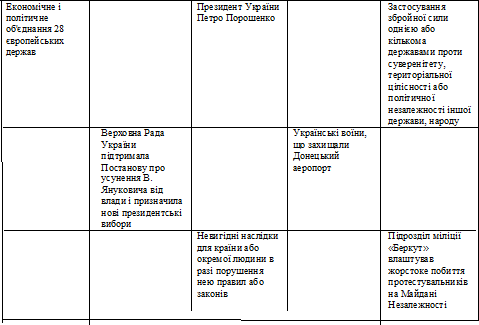 Економічне і
політичне
об'єднання 28
європейських
держав
Президент України
Петро Порошенко
Застосування
збройної сили
однією або
кількома
державами проти
суверенітету,
територіальної
цілісності або
політичної
незалежності іншої
держави, народу
Верховна Рада
України
підтримала
Постанову про
усунення В.
Януковича від
влади і призначила
нові президентські
вибори
Українські воїни,
що захищали
Донецький
аеропорт
Невигідні наслідки
для країни або
окремої людини в
разі порушення
нею правил або
законів
Підрозділ міліції
«Беркут»
влаштував
жорстоке побиття
протестувальників
на Майдані
Незалежності